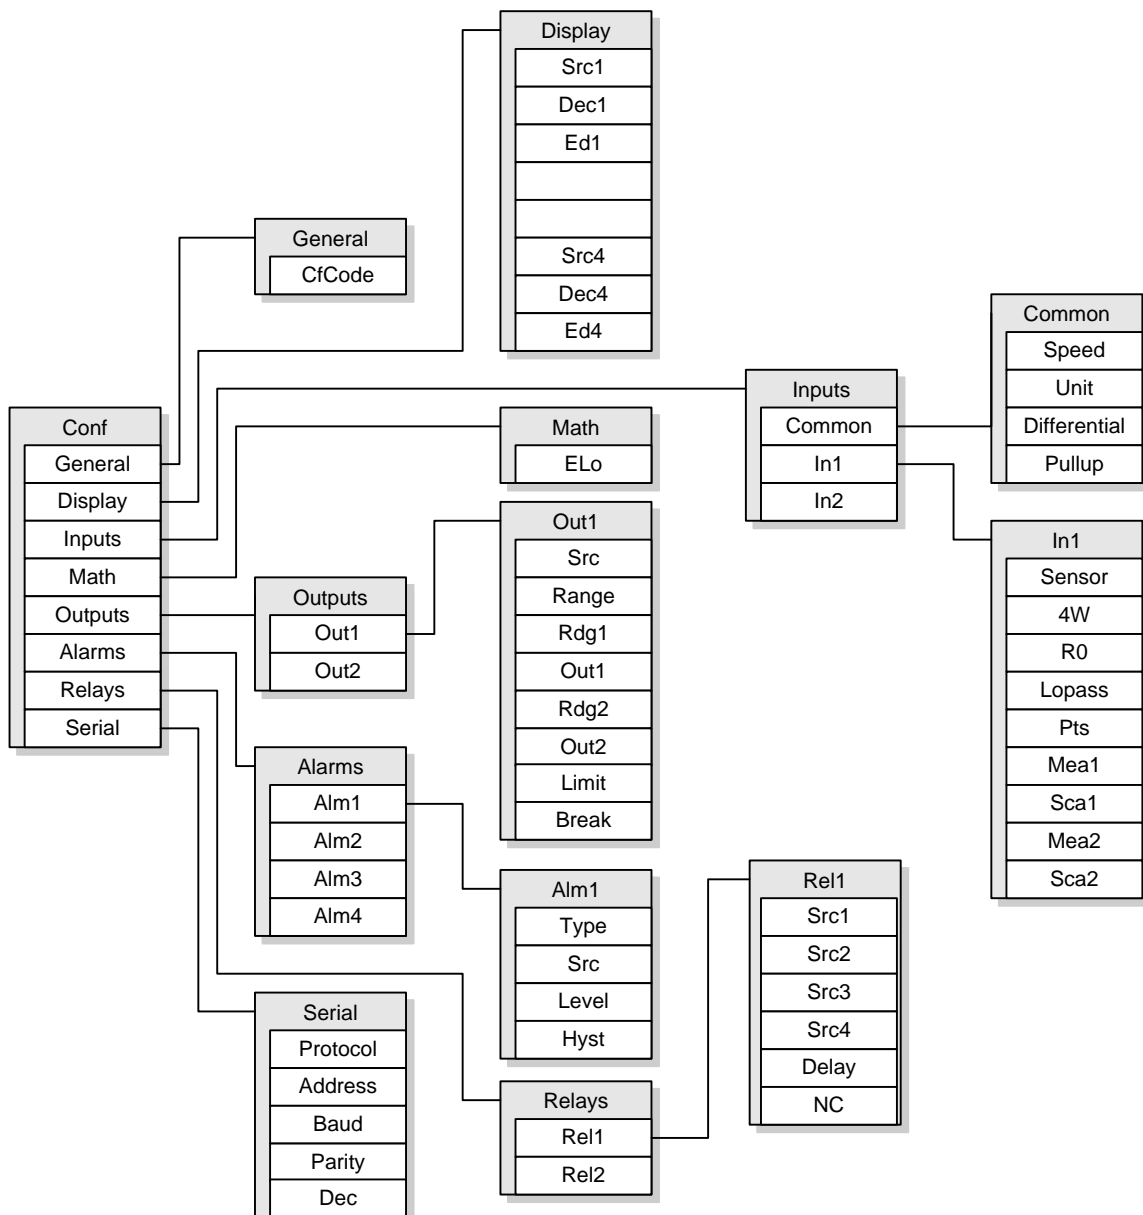 Display
Src1
Dec1
Ed1
Src4
Dec4
Ed4
General
CfCode
Common
Speed
Unit
Differential
Pullup
Inputs
Common
In1
In2
Conf
General
Display
Inputs
Math
Outputs
Alarms
Relays
Serial
Math
ELo
Out1
Src
Range
Rdg1
Out1
Rdg2
Out2
Limit
Break
In1
Sensor
4W
R0
Lopass
Pts
Mea1
Sca1
Mea2
Sca2
Outputs
Out1
Out2
Alarms
Alm1
Alm2
Alm3
Alm4
Alm1
Type
Src
Level
Hyst
Rel1
Src1
Src2
Src3
Src4
Delay
NC
Serial
Protocol
Address
Baud
Parity
Dec
Relays
Rel1
Rel2